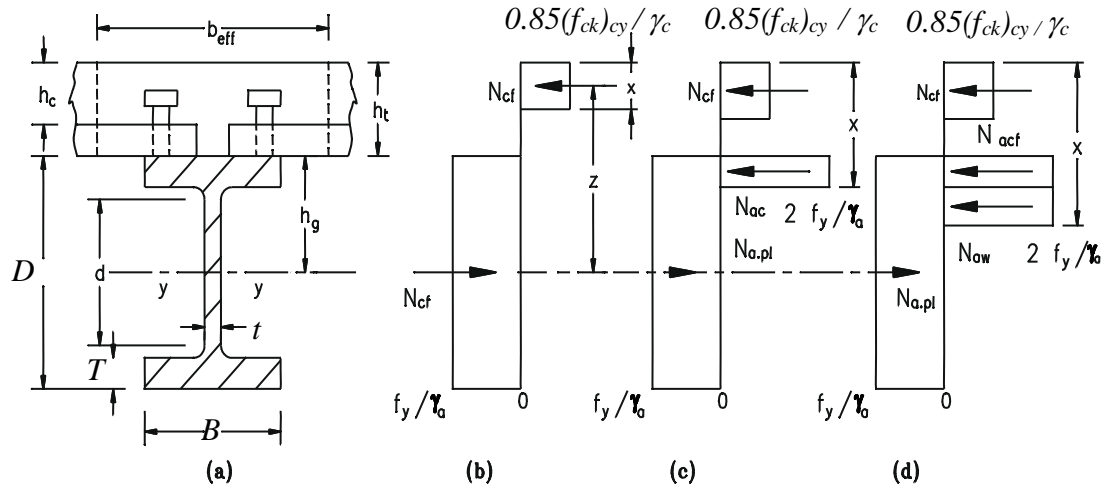 0.85(fck)cy/γc 0.85(fck)cy/γc 0.85(fck)cy/γc
beff
hc
ht
Ncf
x
Ncf
x
Ncf
N acf
x
z
hg
Nac 2 fy/γa
D
d
Na.pl
Naw 2 fy/γa
y y
Ncf
Na.pl
t
T
fy/γa 0
fy/γa 0
fy/γa 0
B
(a) (b) (c) (d)